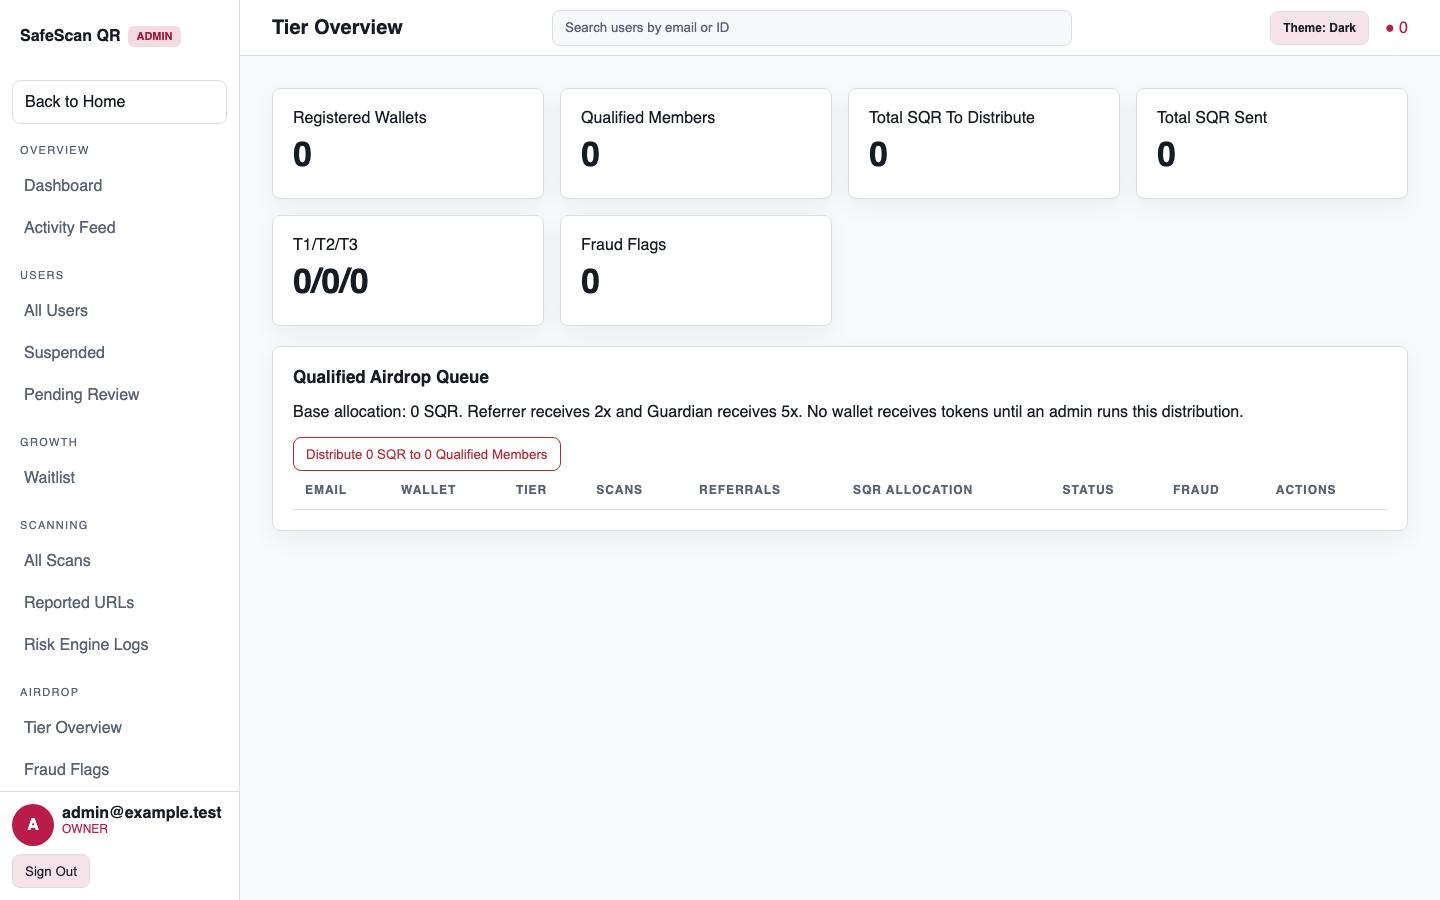 SafeScan QR ADMIN
Back to Home
OVERVIEW
Dashboard
Activity Feed
USERS
All Users
Suspended
Pending Review
GROWTH
Waitlist
SCANNING
All Scans
Reported URLs
Risk Engine Logs
AIRDROP
Tier Overview
Fraud Flags
A
admin@example.test
OWNER
Sign Out
Tier Overview
Search users by email or ID
Theme: Dark
● 0
Registered Wallets
0
Qualified Members
0
Total SQR To Distribute
0
Total SQR Sent
0
T1/T2/T3
0/0/0
Fraud Flags
0
Qualified Airdrop Queue
Base allocation: 0 SQR. Referrer receives 2x and Guardian receives 5x. No wallet receives tokens until an admin runs this distribution.
Distribute 0 SQR to 0 Qualified Members
EMAIL WALLET TIER SCANS REFERRALS SQR ALLOCATION STATUS FRAUD ACTIONS